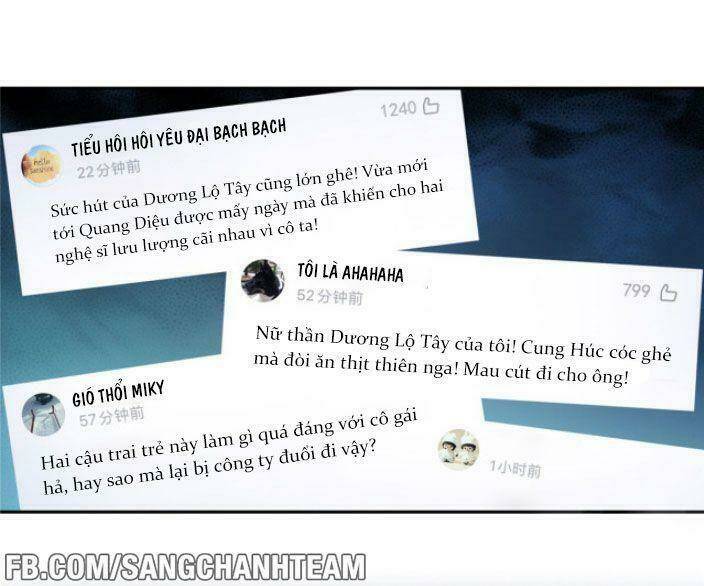 1240
TIỂU HÔI HÔI YÊU ĐẠI BẠCH BẠCH
22分钟前
Sức hút của Dương Lộ Tây cũng lớn ghê! Vừa mới
tới Quang Diệu được mấy ngày mà đã khiến cho hai
nghệ sĩ lưu lượng cãi nhau vì cô ta!
TÔI LÀ AHAHAHA
52分钟前
799
Nữ thần Dương Lộ Tây của tôi! Cung Húc cóc ghẻ
mà đòi ăn thịt thiên nga! Mau cút đi cho ông!
GIÓ THỔI MIKY
57分钟前
Hai cậu trai trẻ này làm gì quá đáng với cô gái
hả, hay sao mà lại bị công ty đuổi đi vậy?
1小时前
FB.COM/SANGCHANHTEAM